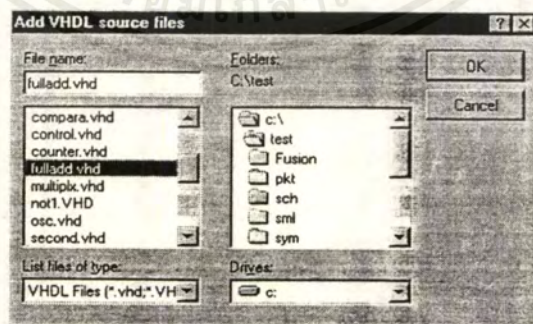 Add VHDL source files
File name:
fulladd.vhd
compara.vhd
control.vhd
counter.vhd
fulladd.vhd
multiplx.vhd
not1.VHD
osc.vhd
second.vhd
List files of type:
VHDL Files (*.vhd;*.VH
Folders:
C:\test
c:\
test
Fusion
pkt
sch
sml
sym
Drives:
c:
OK
Cancel